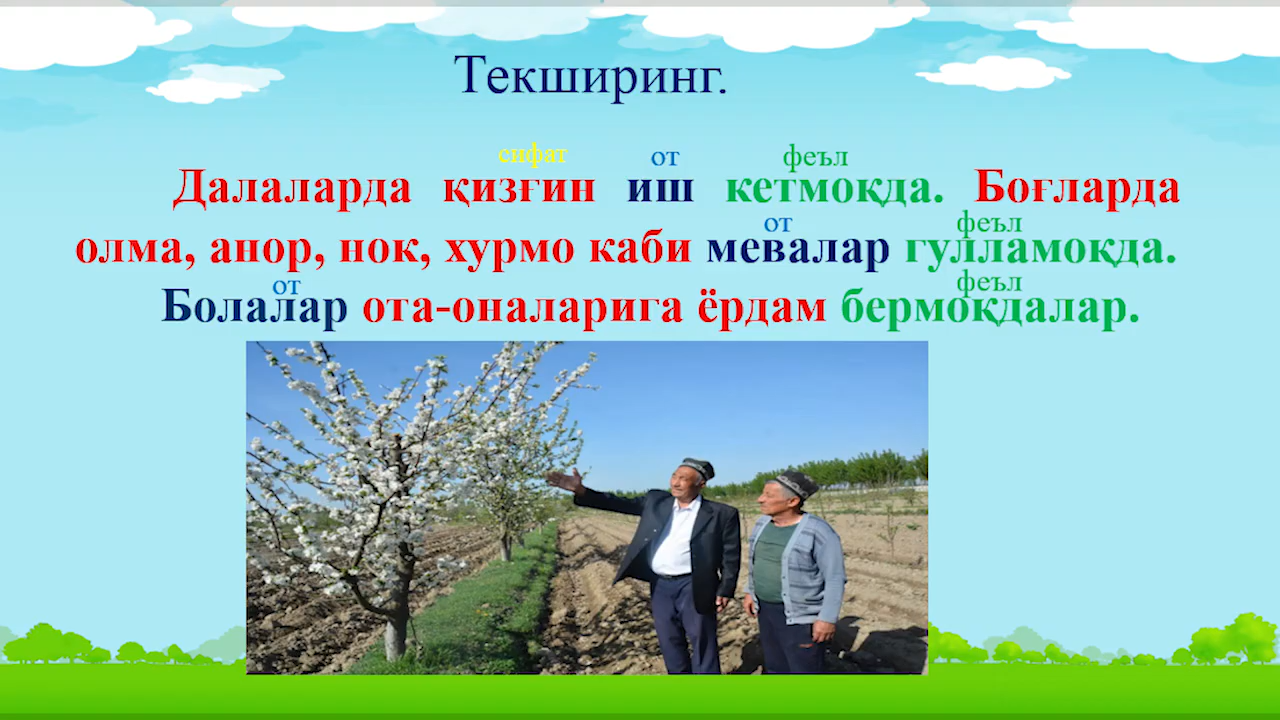 Текширинг.
сифат от феъл
Далаларда қизғин иш кетмоқда. Боғларда
от феъл
олма, анор, нок, хурмо каби мевалар гулламоқда.
от феъл
Болалар ота-оналарига ёрдам бермоқдалар.